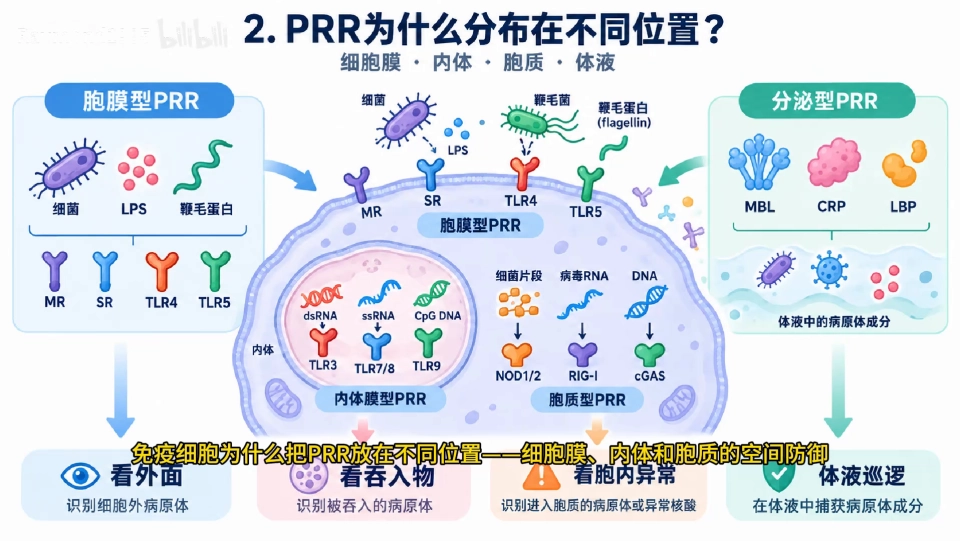 bilibili
2. PRR为什么分布在不同位置？
细胞膜 · 内体 · 胞质 · 体液
胞膜型PRR
细菌
LPS
鞭毛蛋白
MR
SR
TLR4
TLR5
细菌
LPS
鞭毛菌
鞭毛蛋白
(flagellin)
MR
SR
TLR4
TLR5
胞膜型PRR
内体
dsRNA
ssRNA
CpG DNA
TLR3
TLR7/8
TLR9
内体膜型PRR
细菌片段
病毒RNA
DNA
NOD1/2
RIG-I
cGAS
胞质型PRR
分泌型PRR
MBL
CRP
LBP
体液中的病原体成分
免疫细胞为什么把PRR放在不同位置——细胞膜、内体和胞质的空间防御
看外面
识别细胞外病原体
看吞入物
识别被吞入的病原体
看胞内异常
识别进入胞质的病原体或异常核酸
体液巡逻
在体液中捕获病原体成分